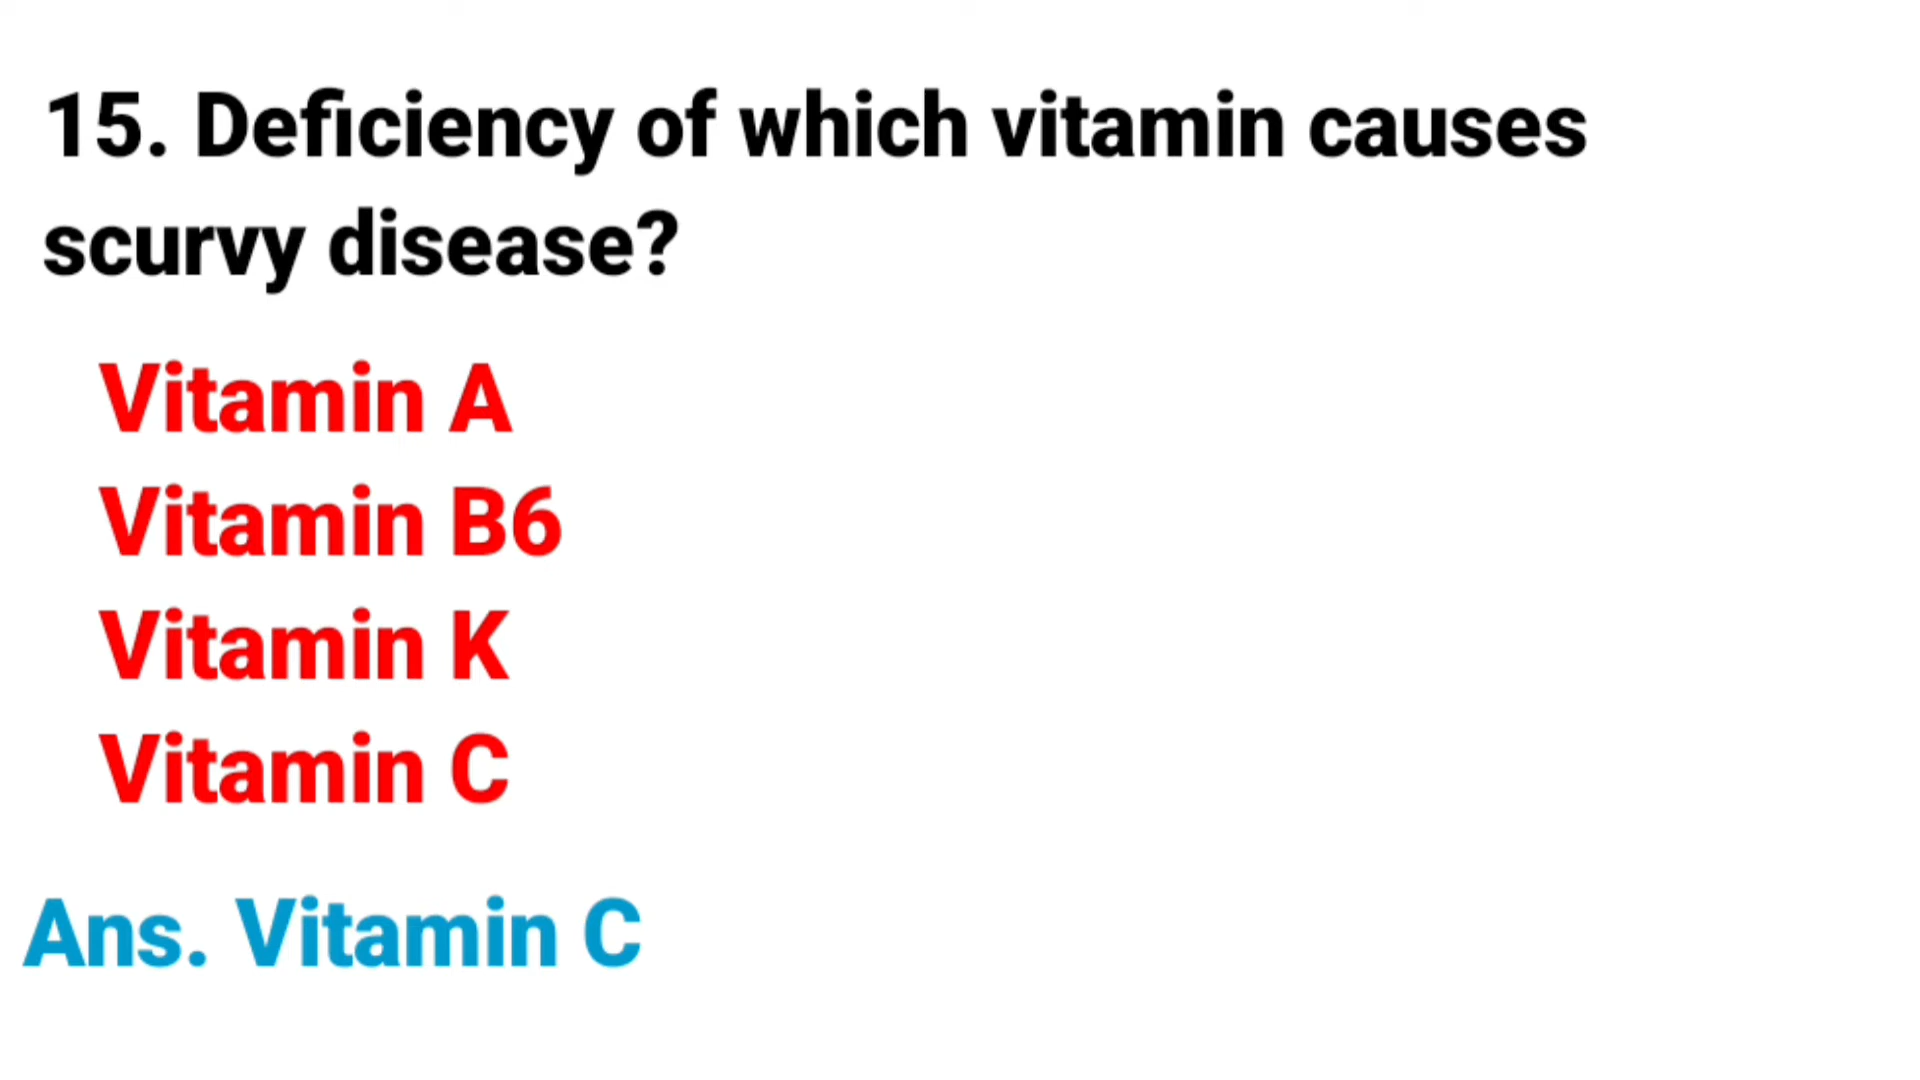 15. Deficiency of which vitamin causes
scurvy disease?
Vitamin A
Vitamin B6
Vitamin K
Vitamin C
Ans. Vitamin C